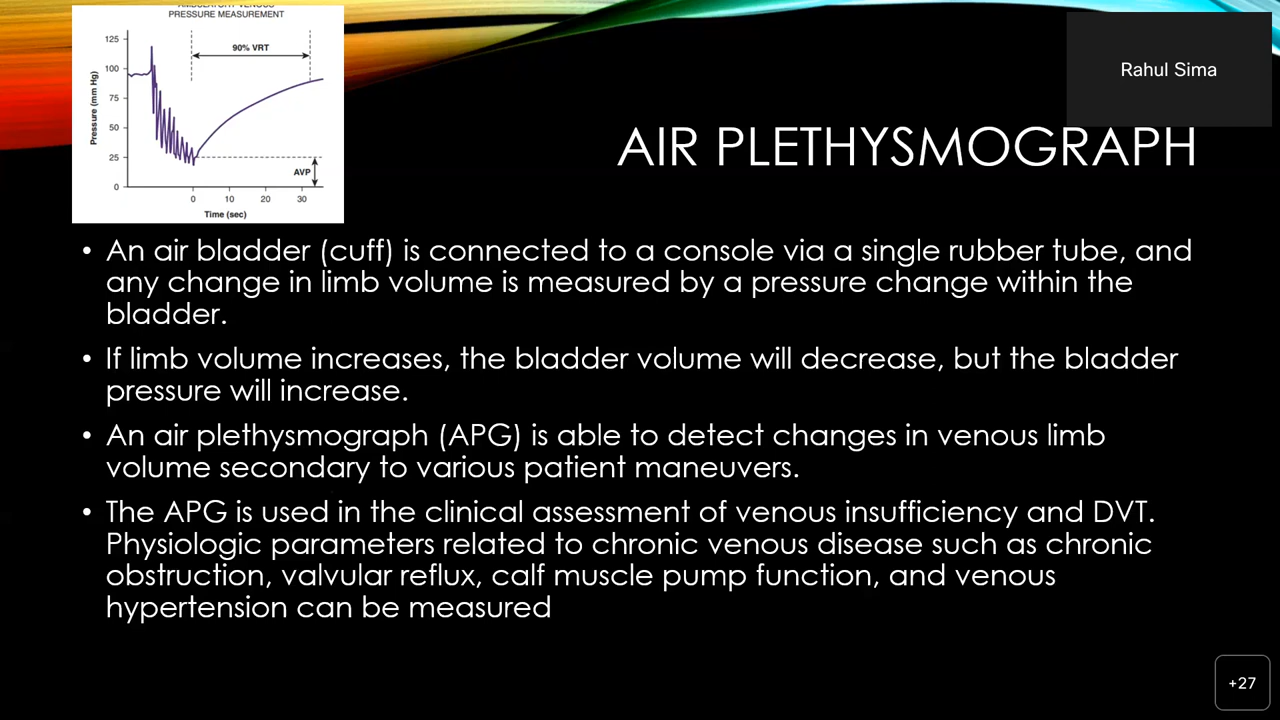 PRESSURE MEASUREMENT
125
90% VRT
100
75
Pressure (mm Hg)
50
25
AVP
0
0 10 20 30
Time (sec)
Rahul Sima
AIR PLETHYSMOGRAPH
• An air bladder (cuff) is connected to a console via a single rubber tube, and
any change in limb volume is measured by a pressure change within the
bladder.
• If limb volume increases, the bladder volume will decrease, but the bladder
pressure will increase.
• An air plethysmograph (APG) is able to detect changes in venous limb
volume secondary to various patient maneuvers.
• The APG is used in the clinical assessment of venous insufficiency and DVT.
Physiologic parameters related to chronic venous disease such as chronic
obstruction, valvular reflux, calf muscle pump function, and venous
hypertension can be measured
+27